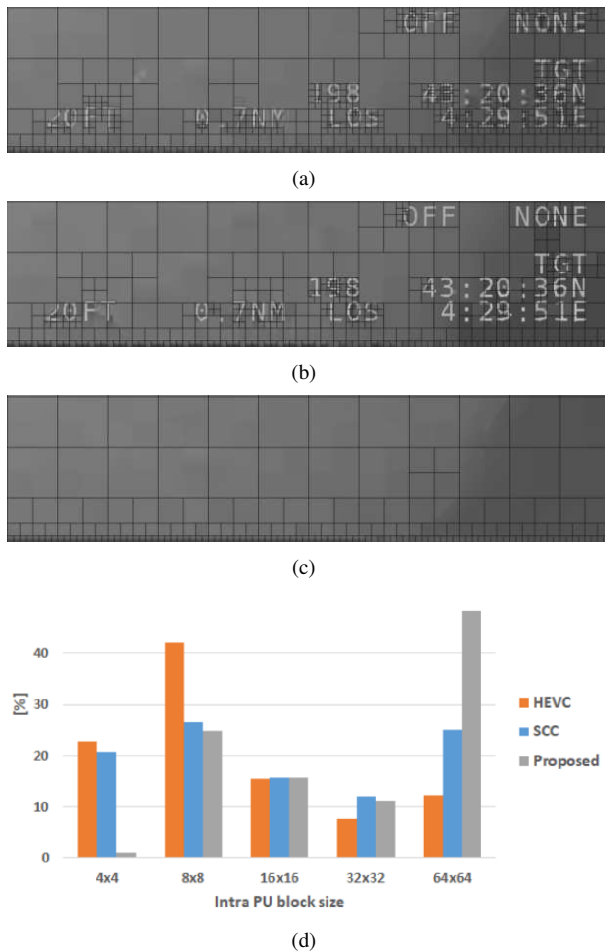 OFF NONE
TGT
198 43:20:36N
20FT 0.7NM LOS 4:29:51E
(a)
OFF NONE
TGT
198 43:20:36N
20FT 0.7NM LOS 4:29:51E
(b)
(c)
40
30
20
10
0
[%]
4x4 8x8 16x16 32x32 64x64
Intra PU block size
HEVC
SCC
Proposed
(d)